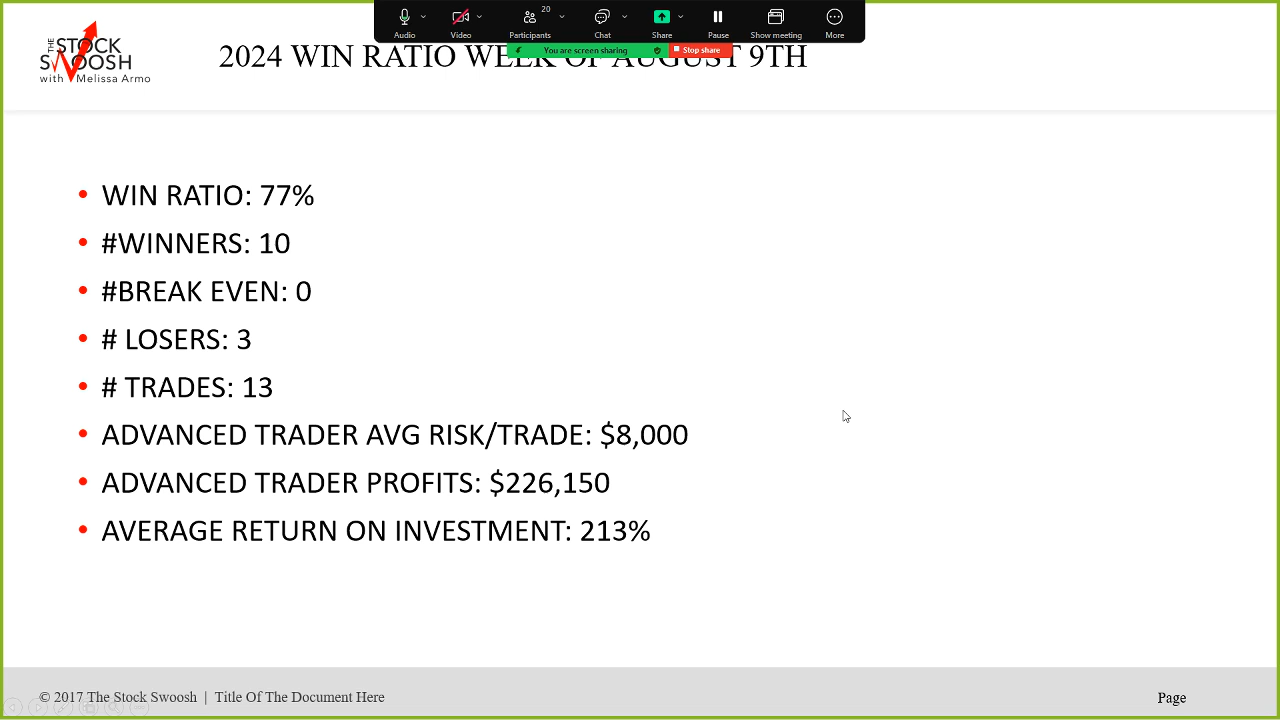 Audio
Video
Participants
20
Chat
Share
Pause
Show meeting
More
You are screen sharing
Stop share
THE STOCK
SWOOSH
with Melissa Armo
2024 WIN RATIO WEEK OF AUGUST 9TH
• WIN RATIO: 77%
• #WINNERS: 10
• #BREAK EVEN: 0
• # LOSERS: 3
• # TRADES: 13
• ADVANCED TRADER AVG RISK/TRADE: $8,000
• ADVANCED TRADER PROFITS: $226,150
• AVERAGE RETURN ON INVESTMENT: 213%
© 2017 The Stock Swoosh | Title Of The Document Here
Page